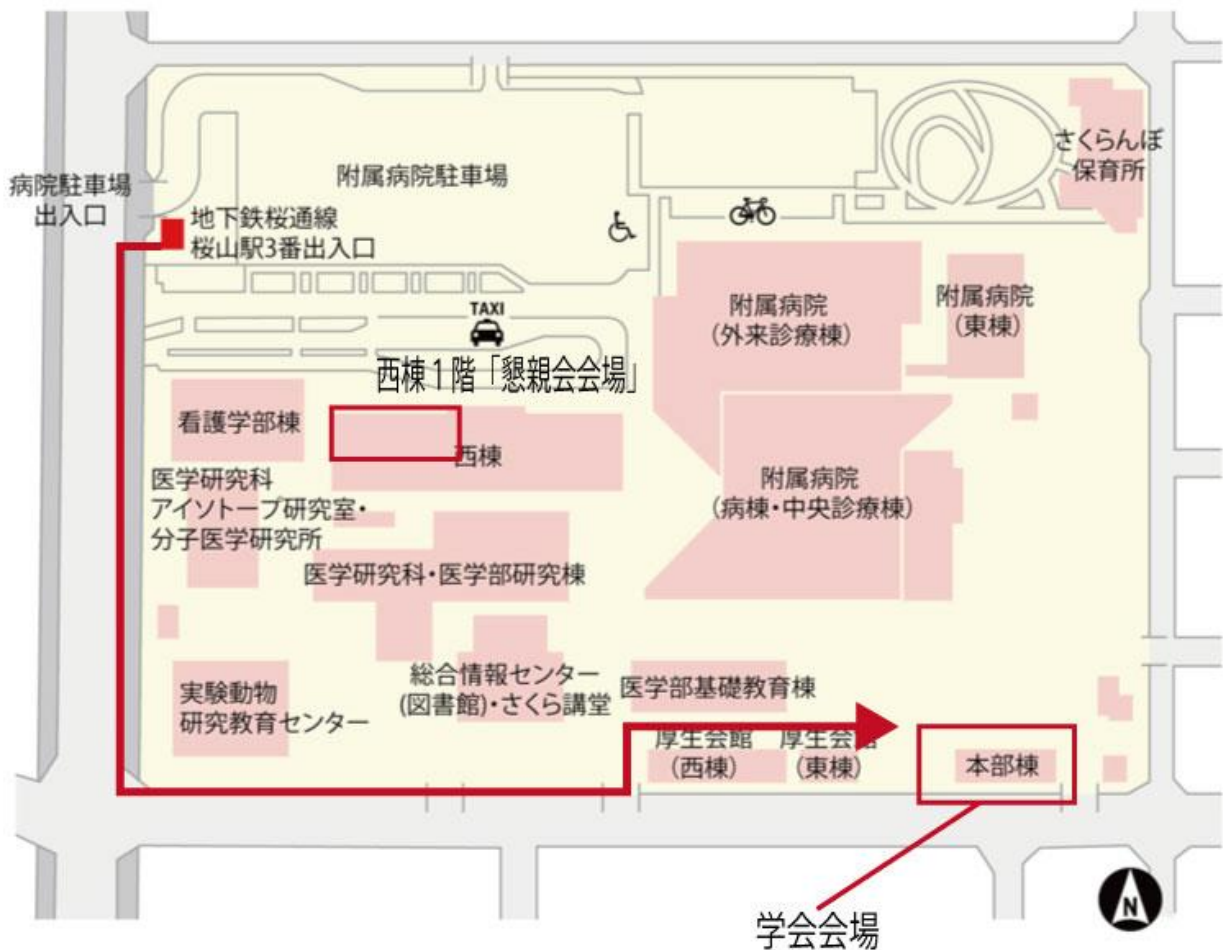 さくらんぼ
保育所
病院駐車場
出入口
附属病院駐車場
地下鉄桜通線
桜山駅3番出入口
TAXI
附属病院
(外来診療棟)
附属病院
(東棟)
西棟1階「懇親会会場」
看護学部棟
西棟
医学研究科
アイソトープ研究室・
分子医学研究所
附属病院
(病棟・中央診療棟)
医学研究科・医学部研究棟
総合情報センター
(図書館)・さくら講堂
医学部基礎教育棟
実験動物
研究教育センター
厚生会館
(西棟)
厚生会館
(東棟)
本部棟
学会会場
N